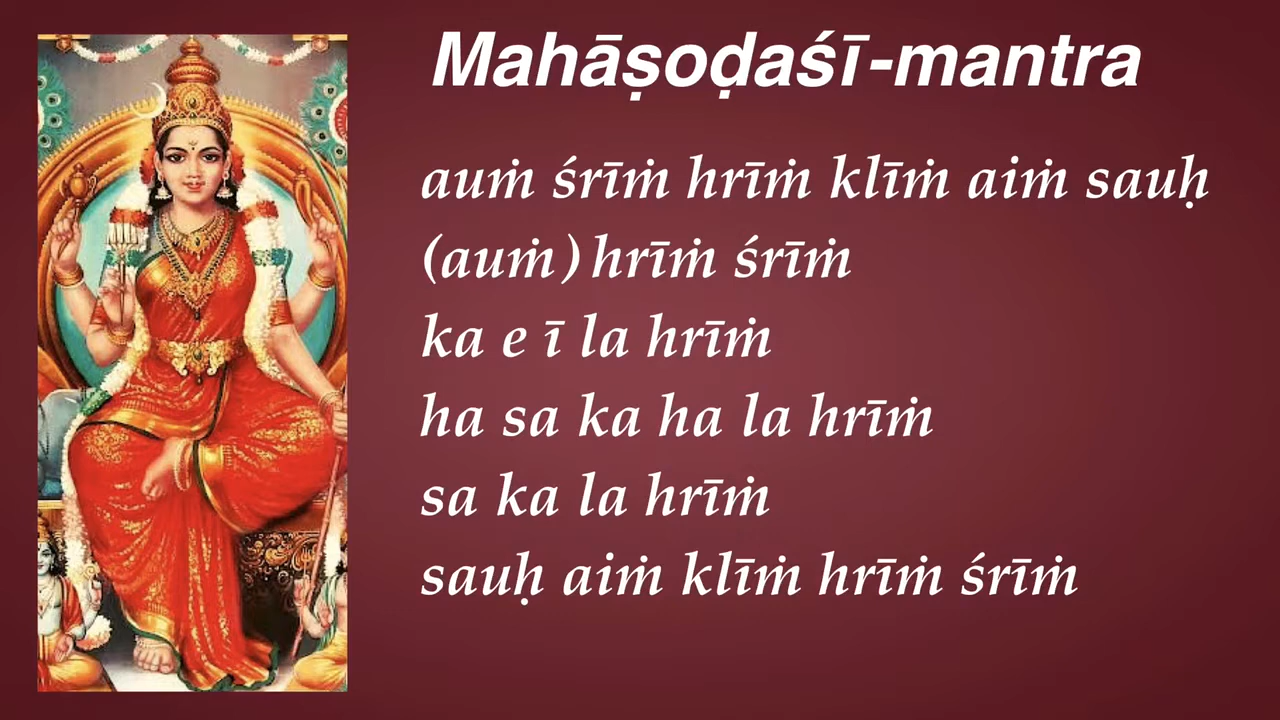 Mahāṣoḍaśī-mantra
auṁ śrīṁ hrīṁ klīṁ aiṁ sauḥ
(auṁ) hrīṁ śrīṁ
ka e ī la hrīṁ
ha sa ka ha la hrīṁ
sa ka la hrīṁ
sauḥ aiṁ klīṁ hrīṁ śrīṁ